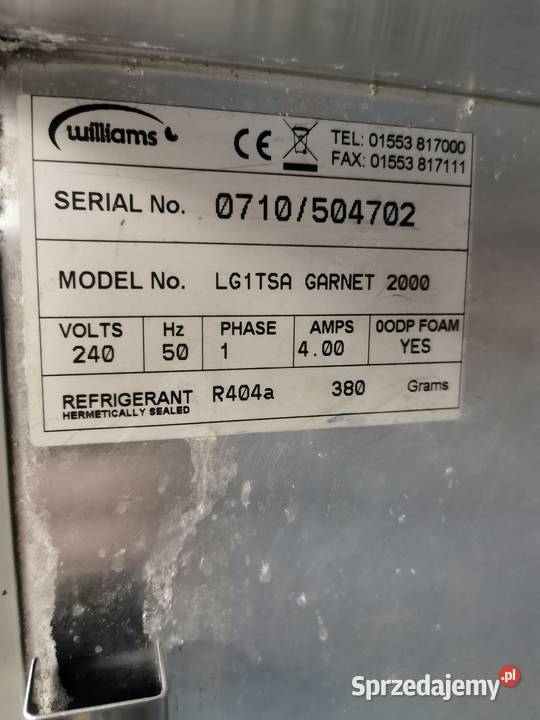 williams
CE
TEL: 01553 817000
FAX: 01553 817111
SERIAL No. 0710/504702
MODEL No. LG1TSA GARNET 2000
VOLTS Hz PHASE AMPS 0ODP FOAM
240 50 1 4.00 YES
REFRIGERANT R404a 380 Grams
HERMETICALLY SEALED
Sprzedajemy.pl